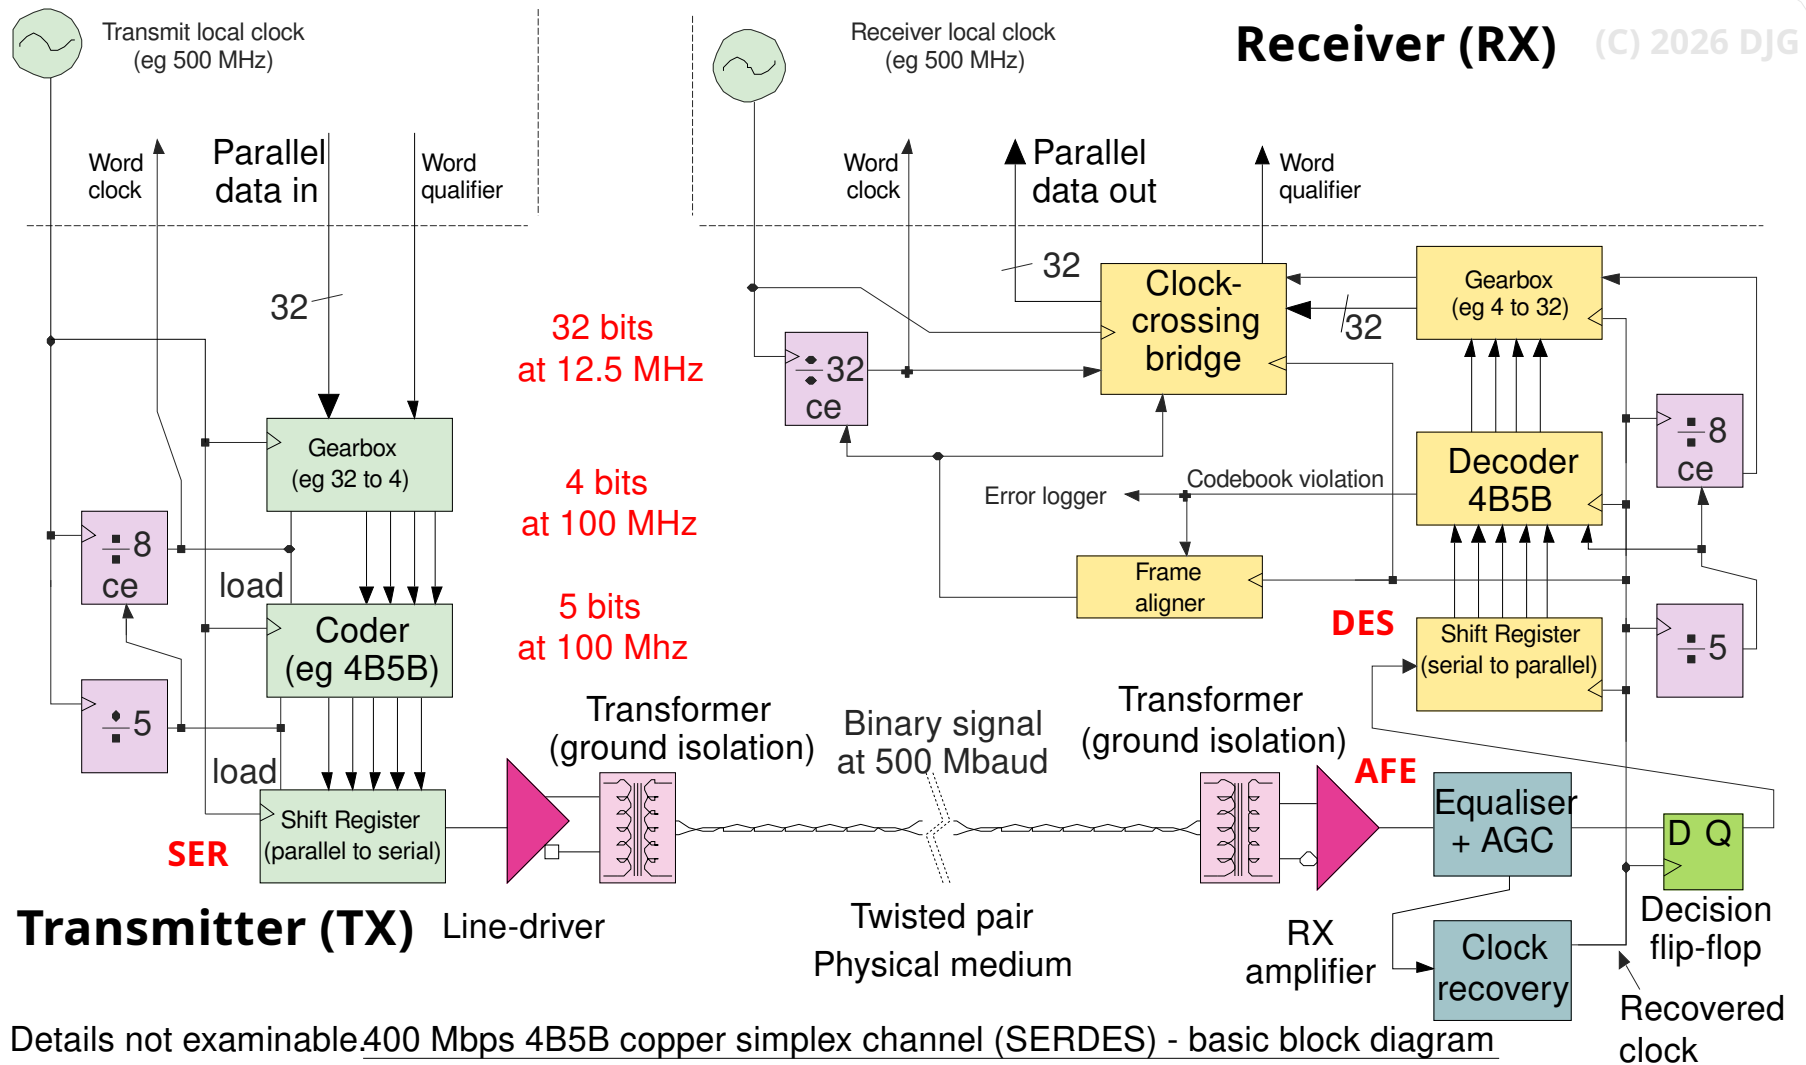 Transmit local clock
(eg 500 MHz)
Receiver local clock
(eg 500 MHz)
Receiver (RX)
(C) 2026 DJG
Word
clock
Parallel
data in
Word
qualifier
Word
clock
Parallel
data out
Word
qualifier
32
32
32
Clock-
crossing
bridge
Gearbox
(eg 4 to 32)
32 bits
at 12.5 MHz
÷32
ce
÷8
ce
Gearbox
(eg 32 to 4)
4 bits
at 100 MHz
Error logger
Codebook violation
Decoder
4B5B
÷8
ce
load
Frame
aligner
5 bits
at 100 Mhz
Coder
(eg 4B5B)
DES
Shift Register
(serial to parallel)
÷5
÷5
load
Transformer
(ground isolation)
Binary signal
at 500 Mbaud
Transformer
(ground isolation)
AFE
SER
Shift Register
(parallel to serial)
Equaliser
+ AGC
D Q
Transmitter (TX)
Line-driver
Twisted pair
Physical medium
RX
amplifier
Clock
recovery
Decision
flip-flop
Recovered
clock
Details not examinable.
400 Mbps 4B5B copper simplex channel (SERDES) - basic block diagram